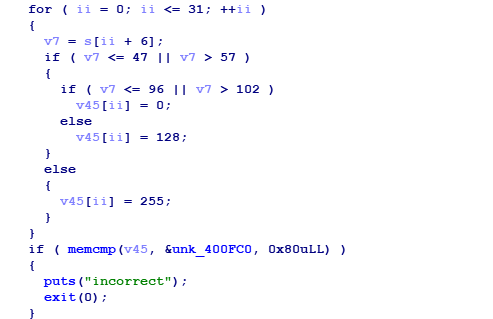 for ( ii = 0; ii <= 31; ++ii )
{
v7 = s[ii + 6];
if ( v7 <= 47 || v7 > 57 )
{
if ( v7 <= 96 || v7 > 102 )
v45[ii] = 0;
else
v45[ii] = 128;
}
else
{
v45[ii] = 255;
}
}
if ( memcmp(v45, &unk_400FC0, 0x80uLL) )
{
puts("incorrect");
exit(0);
}